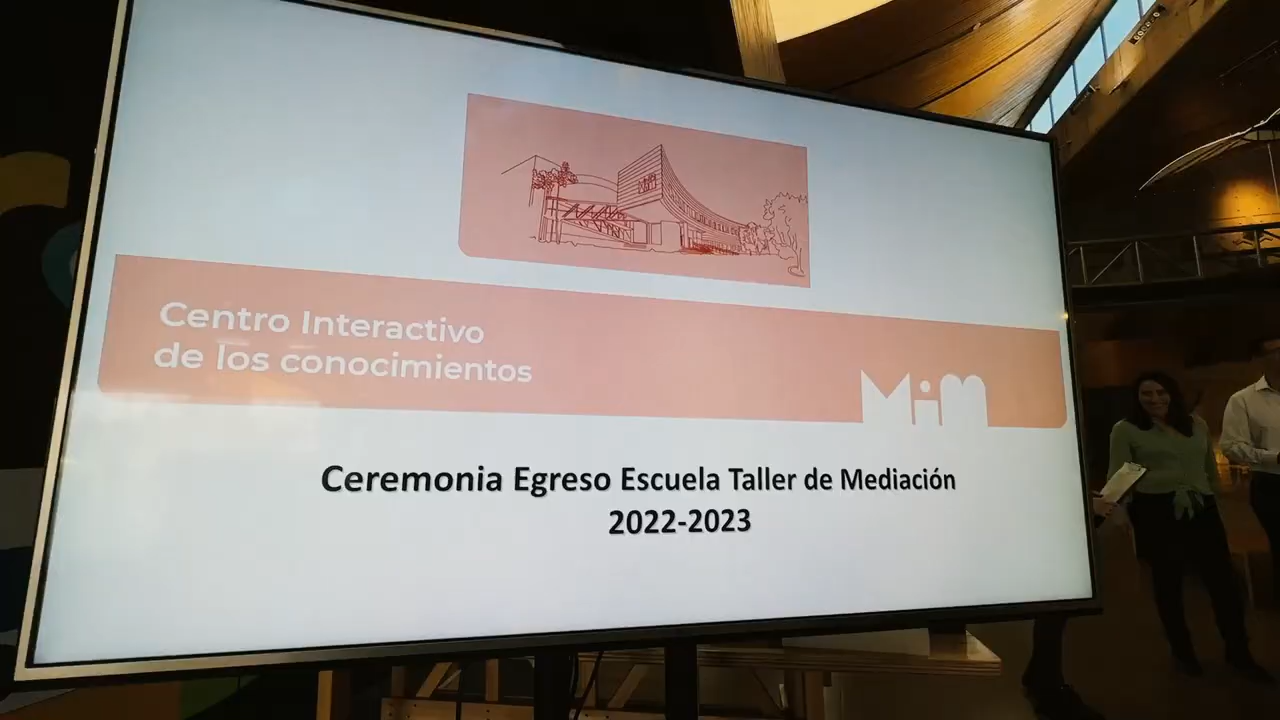 Centro Interactivo
de los conocimientos
MiM
Ceremonia Egreso Escuela Taller de Mediación
2022-2023